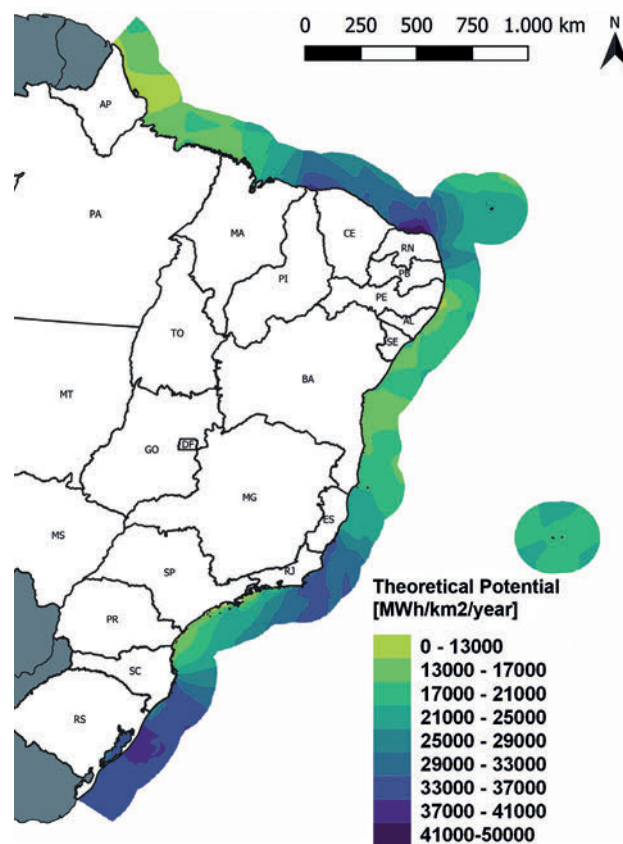 0 250 500 750 1.000 km
N
AP
PA
MA
CE
RN
PB
PI
PE
AL
SE
TO
BA
MT
GO
DF
MG
ES
MS
SP
RJ
PR
SC
RS
Theoretical Potential
[MWh/km2/year]
0 - 13000
13000 - 17000
17000 - 21000
21000 - 25000
25000 - 29000
29000 - 33000
33000 - 37000
37000 - 41000
41000-50000